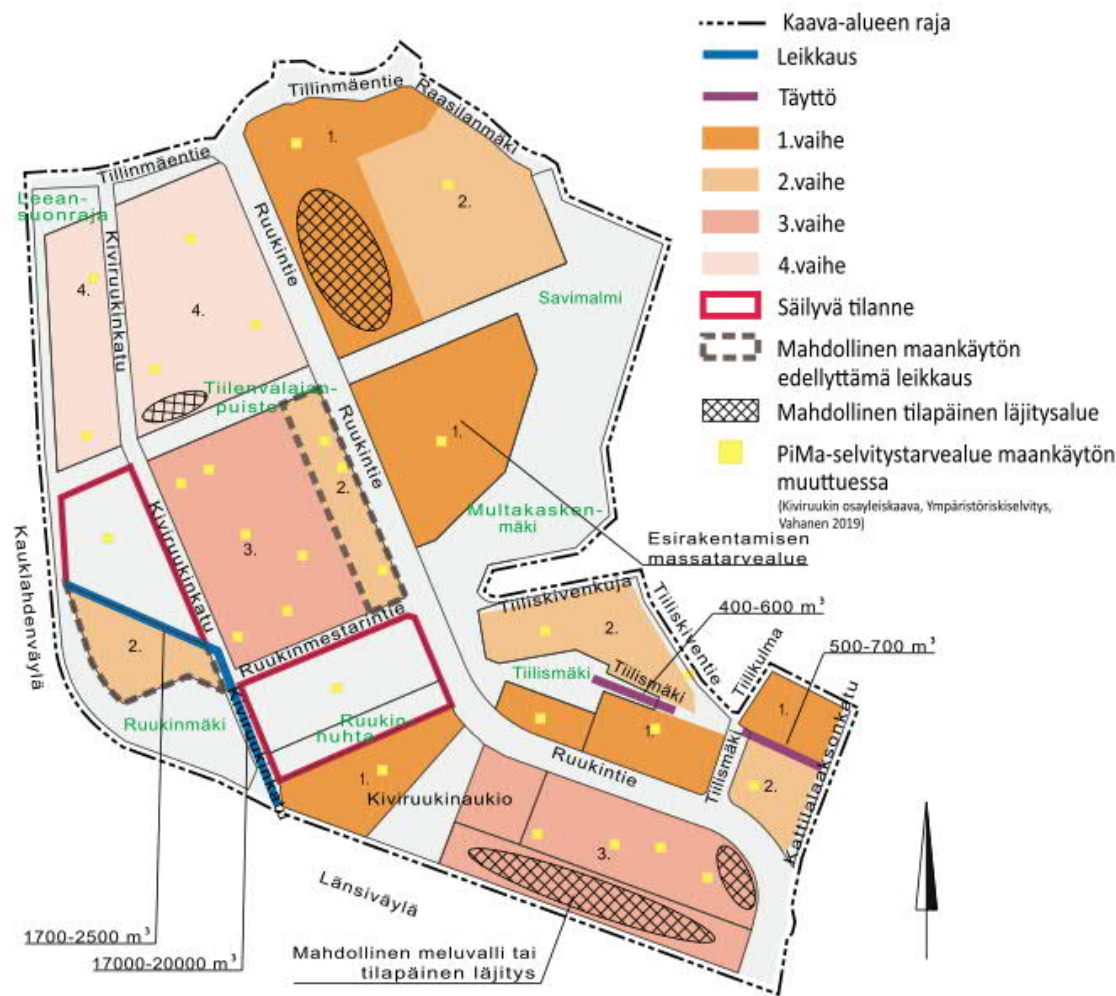 Kaava-alueen raja
Leikkaus
Täyttö
1.vaihe
2.vaihe
3.vaihe
4.vaihe
Säilyvä tilanne
Mahdollinen maankäytön
edellyttämä leikkaus
Mahdollinen tilapäinen läjitysalue
PiMa-selvitystarvealue maankäytön
muuttuessa
(Kiviruukin osayleiskaava, Ympäristöriskiselvitys,
Vahanen 2019)
Tillinmäentie
Raasilanmäki
1.
2.
Tillinmäentie
Leean-
suonraja
Kiviruukinkatu
Ruukintie
4.
4.
Savimalmi
Tiilenvalajan-
puisto
Ruukintie
1.
2.
3.
Multakaskan-
mäki
Esirakentamisen
massatarvealue
Kaukiahdenväylä
Kiviruukinkatu
2.
Ruukinmestarintie
Ruukinmäki
Kiviruukinkatu
Ruukin-
huhta
1.
Kiviruukinaukio
Tiiliskivenkuja
2.
Tiiliskiventie
400-600 m³
Tiilikulma
500-700 m³
Tiilismäki
Tiilismäki
1.
1.
Tiilismäki
2.
Kattilalaaksonkatu
Ruukintie
3.
Länsiväylä
1700-2500 m³
17000-20000 m³
Mahdollinen meluvalli tai
tilapäinen läjitys